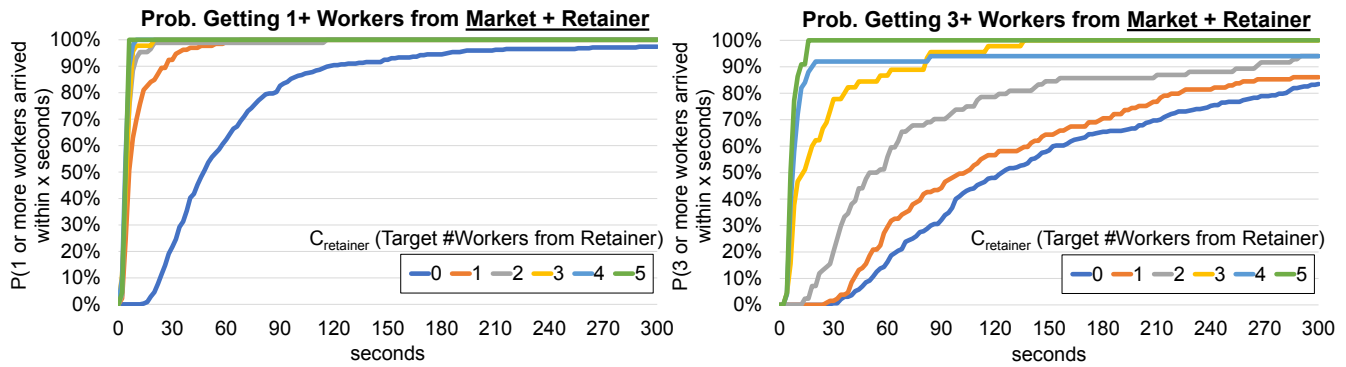 Prob. Getting 1+ Workers from Market + Retainer
P(1 or more workers arrived
within x seconds)
100%
90%
80%
70%
60%
50%
40%
30%
20%
10%
0%
C_retainer (Target #Workers from Retainer)
0 1 2 3 4 5
0 30 60 90 120 150 180 210 240 270 300
seconds
Prob. Getting 3+ Workers from Market + Retainer
P(3 or more workers arrived
within x seconds)
100%
90%
80%
70%
60%
50%
40%
30%
20%
10%
0%
C_retainer (Target #Workers from Retainer)
0 1 2 3 4 5
0 30 60 90 120 150 180 210 240 270 300
seconds